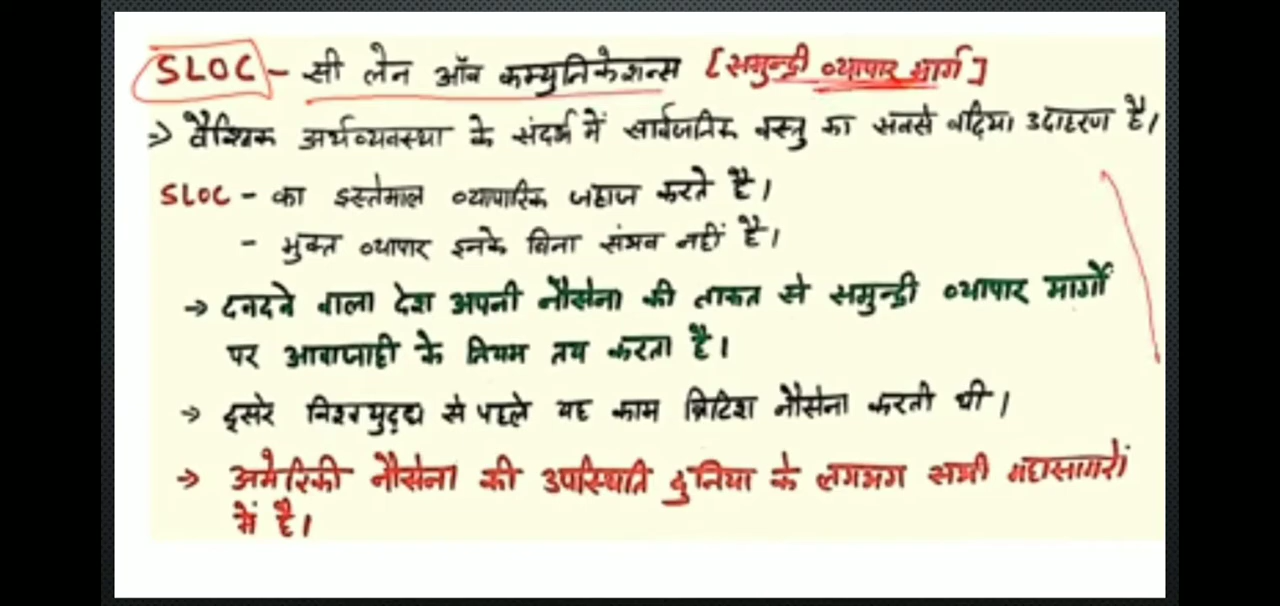 SLOC - सी लेन ऑव कम्युनिकेशन्स [समुन्द्री व्यापार मार्ग]
=> वैश्विक अर्थव्यवस्था के संदर्भ में सार्वजनिक वस्तु का सबसे बढ़िया उदाहरण है।
SLOC - का इस्तेमाल व्यापारिक जहाज करते है।
- मुक्त व्यापार इनके बिना संभव नहीं है।
→ दबदबे वाला देश अपनी नौसेना की ताकत से समुन्द्री व्यापार मार्गों
पर आवाजाही के नियम तय करता है।
→ दूसरे विश्वयुद्ध से पहले यह काम ब्रिटिश नौसेना करती थी।
→ अमेरिकी नौसेना की उपस्थिति दुनिया के लगभग सभी महासागरों
में है।